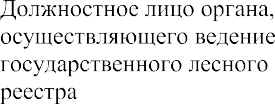 Должностное лицо органа,
осуществляющего ведение
государственного лесного
реестра